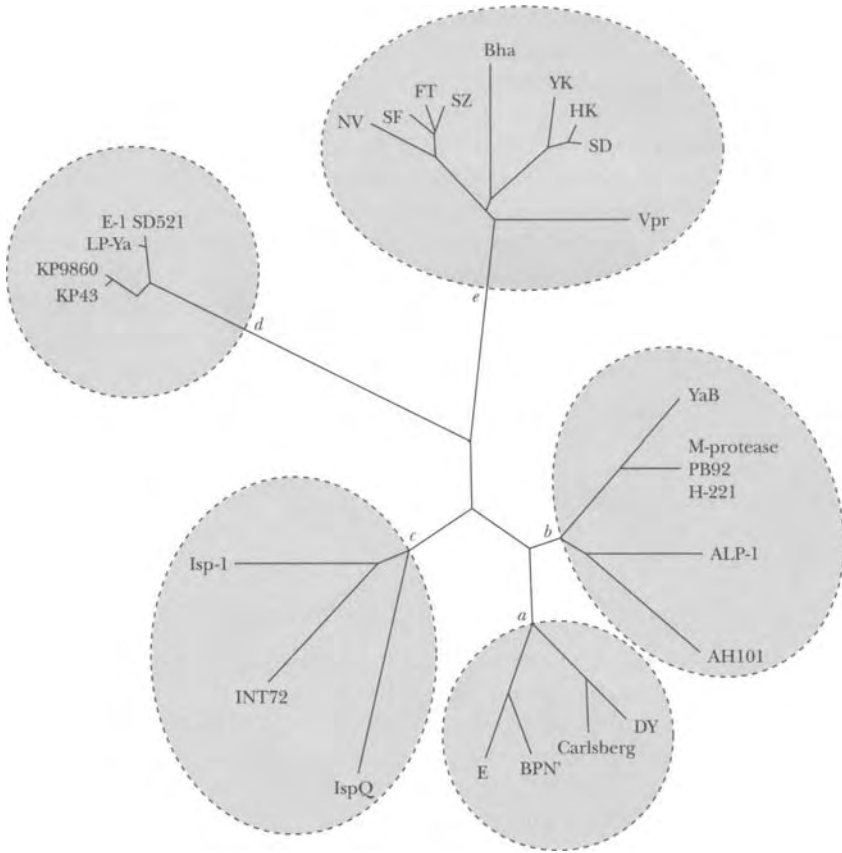 Bha
YK
FT
SZ
HK
SF
NV
SD
Vpr
E-1 SD521
LP-Ya
KP9860
KP43
e
d
YaB
M-protease
PB92
H-221
b
c
Isp-1
ALP-1
a
AH101
INT72
DY
Carlsberg
BPN'
E
IspQ